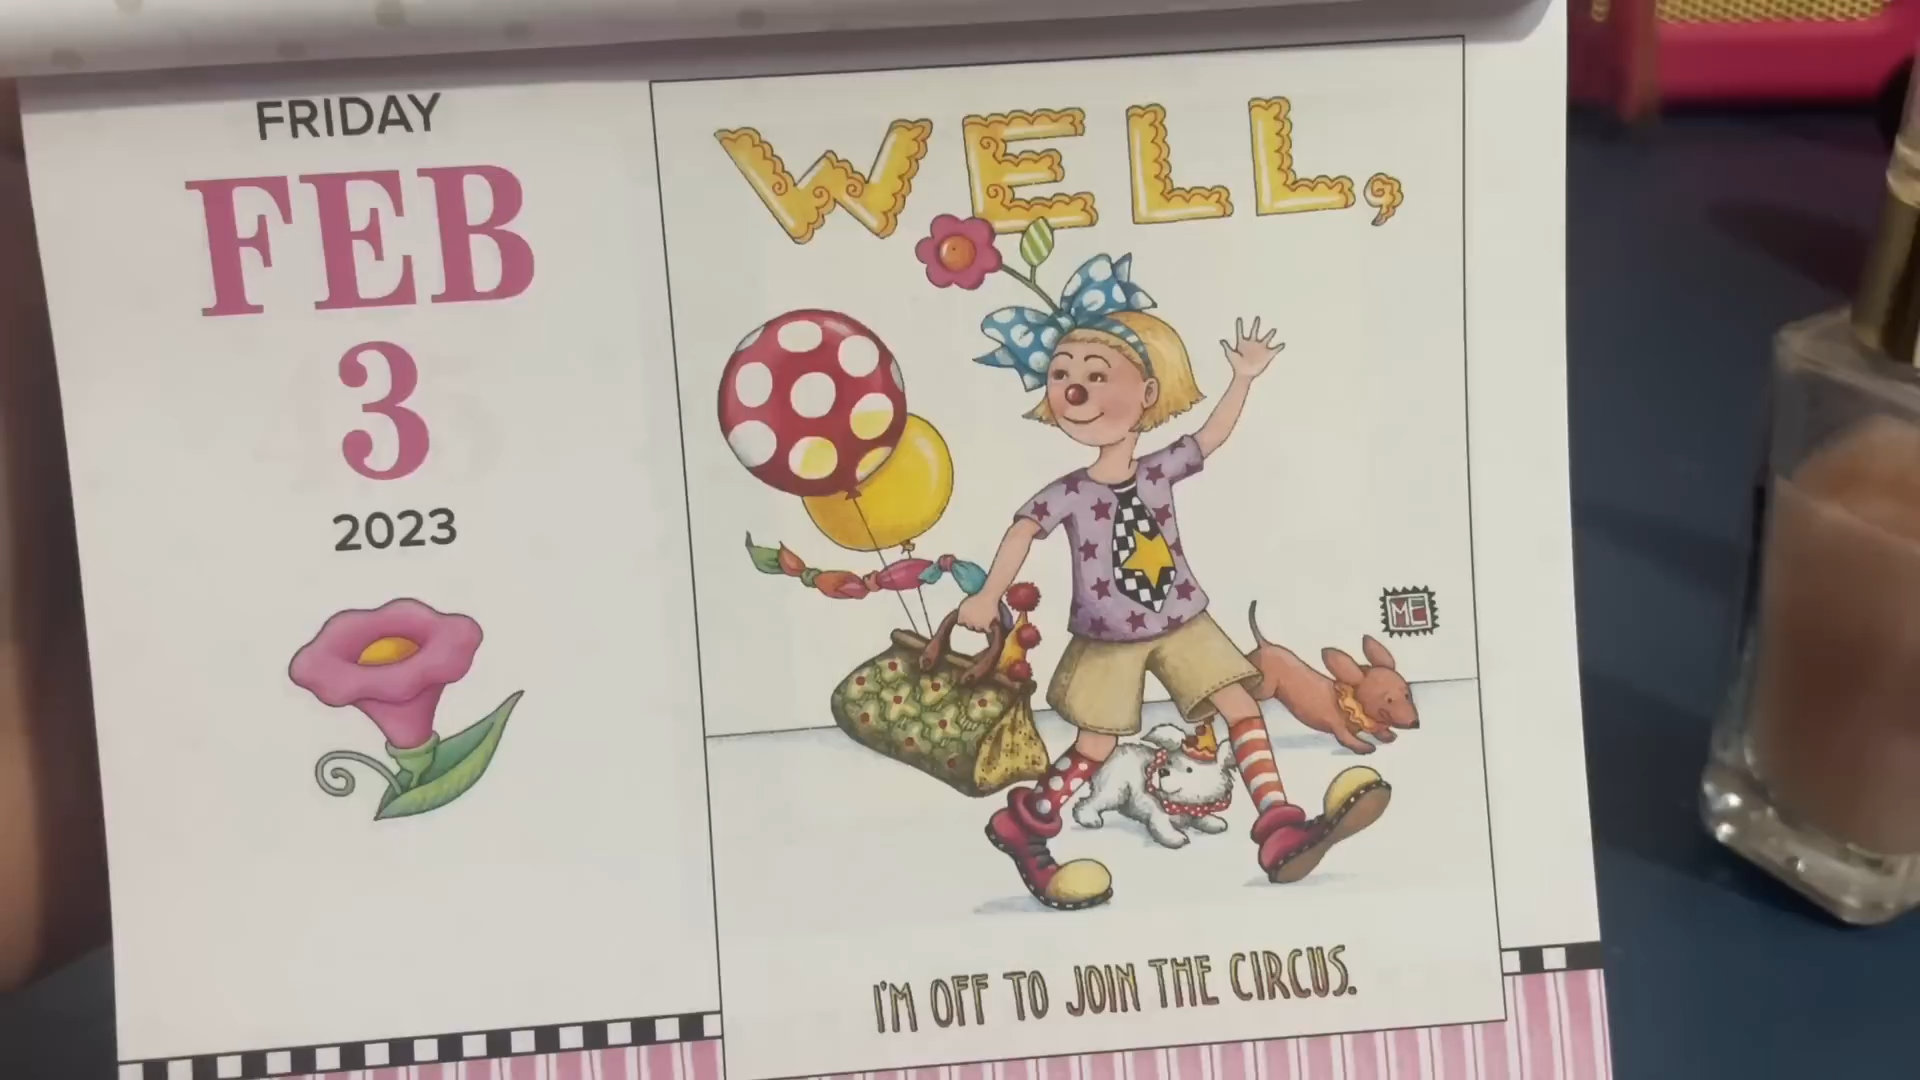 FRIDAY
FEB
3
2023
WELL,
ME
I'M OFF TO JOIN THE CIRCUS.